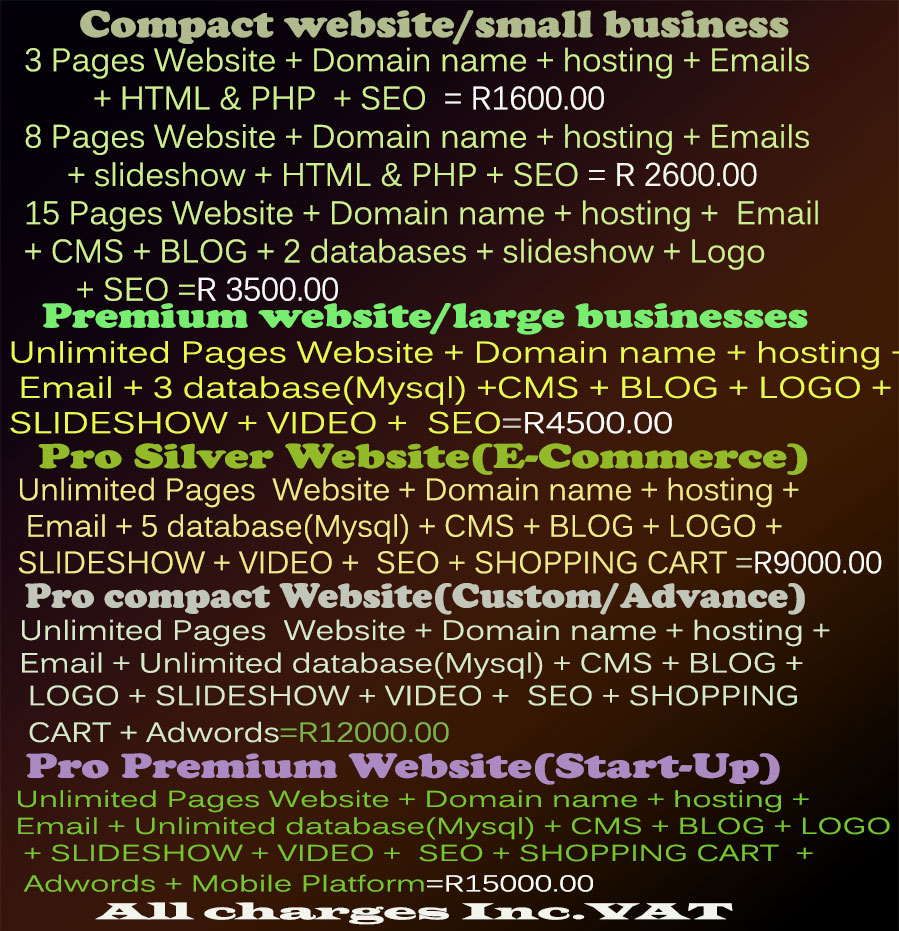 Compact website/small business
3 Pages Website + Domain name + hosting + Emails
+ HTML & PHP + SEO = R1600.00
8 Pages Website + Domain name + hosting + Emails
+ slideshow + HTML & PHP + SEO = R 2600.00
15 Pages Website + Domain name + hosting + Email
+ CMS + BLOG + 2 databases + slideshow + Logo
+ SEO =R 3500.00
Premium website/large businesses
Unlimited Pages Website + Domain name + hosting +
Email + 3 database(Mysql) +CMS + BLOG + LOGO +
SLIDESHOW + VIDEO + SEO=R4500.00
Pro Silver Website(E-Commerce)
Unlimited Pages Website + Domain name + hosting +
Email + 5 database(Mysql) + CMS + BLOG + LOGO +
SLIDESHOW + VIDEO + SEO + SHOPPING CART =R9000.00
Pro compact Website(Custom/Advance)
Unlimited Pages Website + Domain name + hosting +
Email + Unlimited database(Mysql) + CMS + BLOG +
LOGO + SLIDESHOW + VIDEO + SEO + SHOPPING
CART + Adwords=R12000.00
Pro Premium Website(Start-Up)
Unlimited Pages Website + Domain name + hosting +
Email + Unlimited database(Mysql) + CMS + BLOG + LOGO
+ SLIDESHOW + VIDEO + SEO + SHOPPING CART +
Adwords + Mobile Platform=R15000.00
All charges Inc.VAT